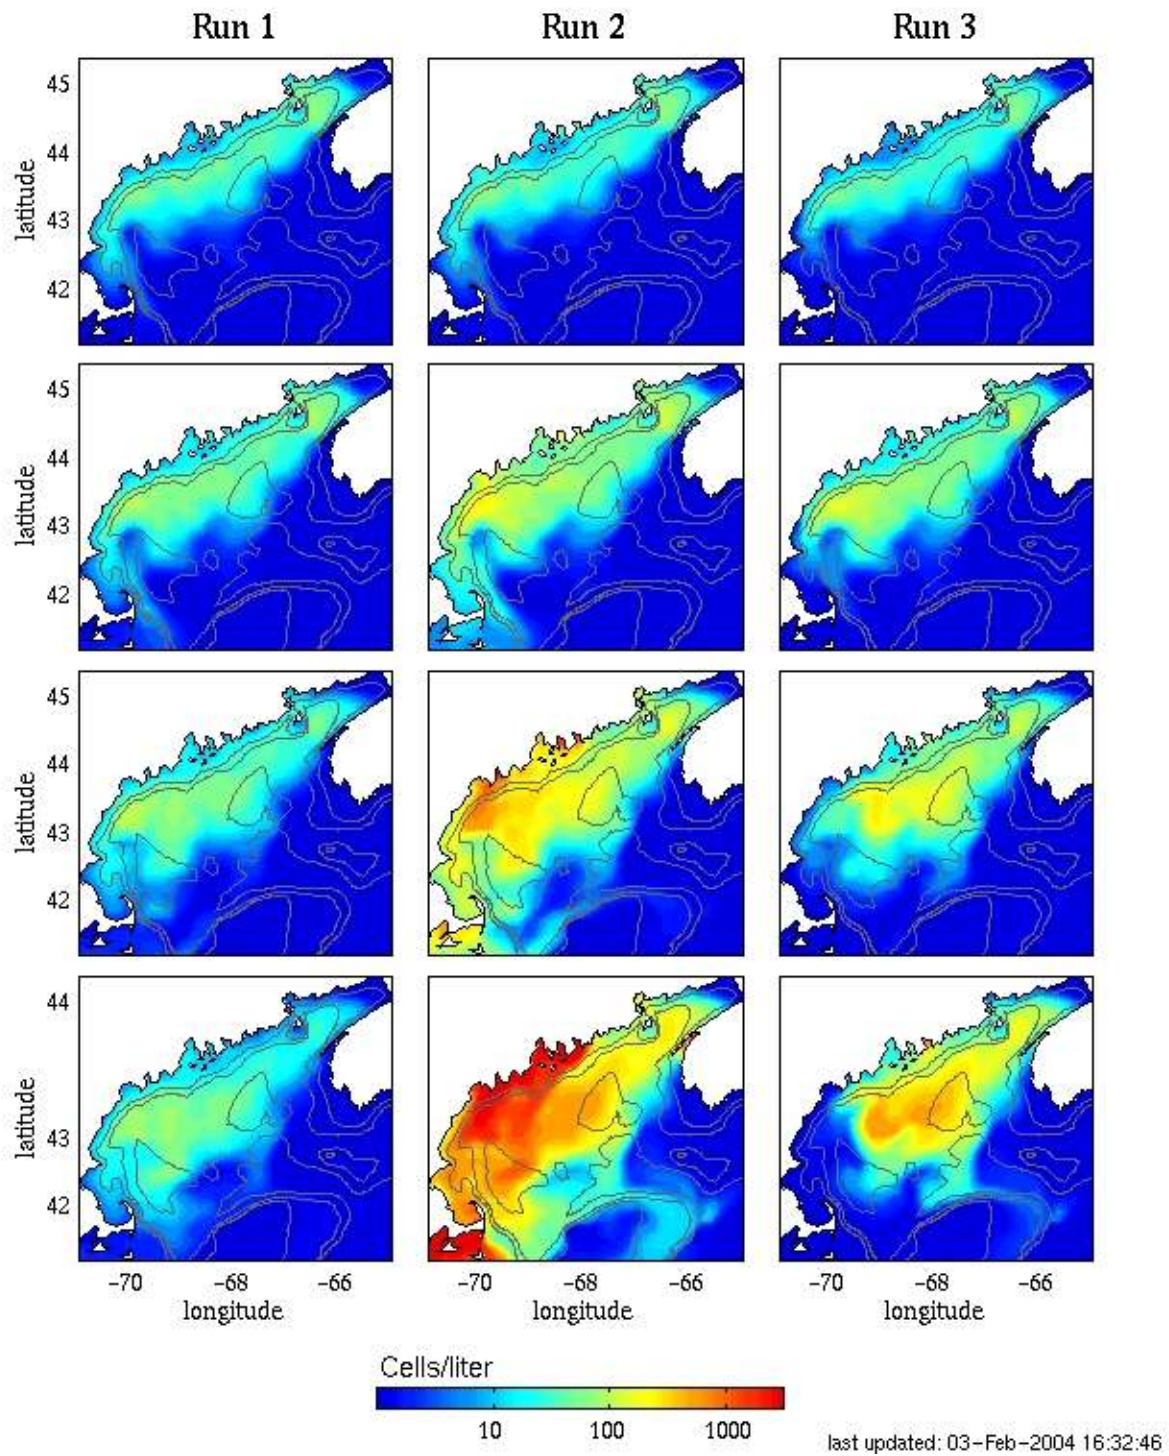 Run 1 Run 2 Run 3
45
44
43
42
latitude
45
44
43
42
latitude
45
44
43
42
latitude
44
43
42
latitude
−70 −68 −66 −70 −68 −66 −70 −68 −66
longitude longitude longitude
Cells/liter
10 100 1000
last updated: 03−Feb−2004 16:32:46